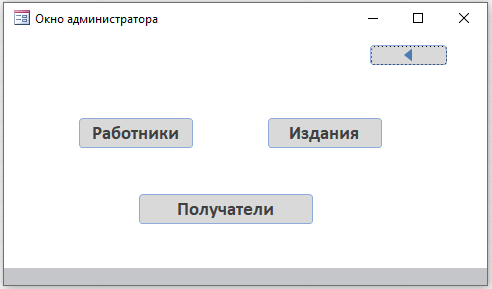 Окно администратора
Работники
Издания
Получатели